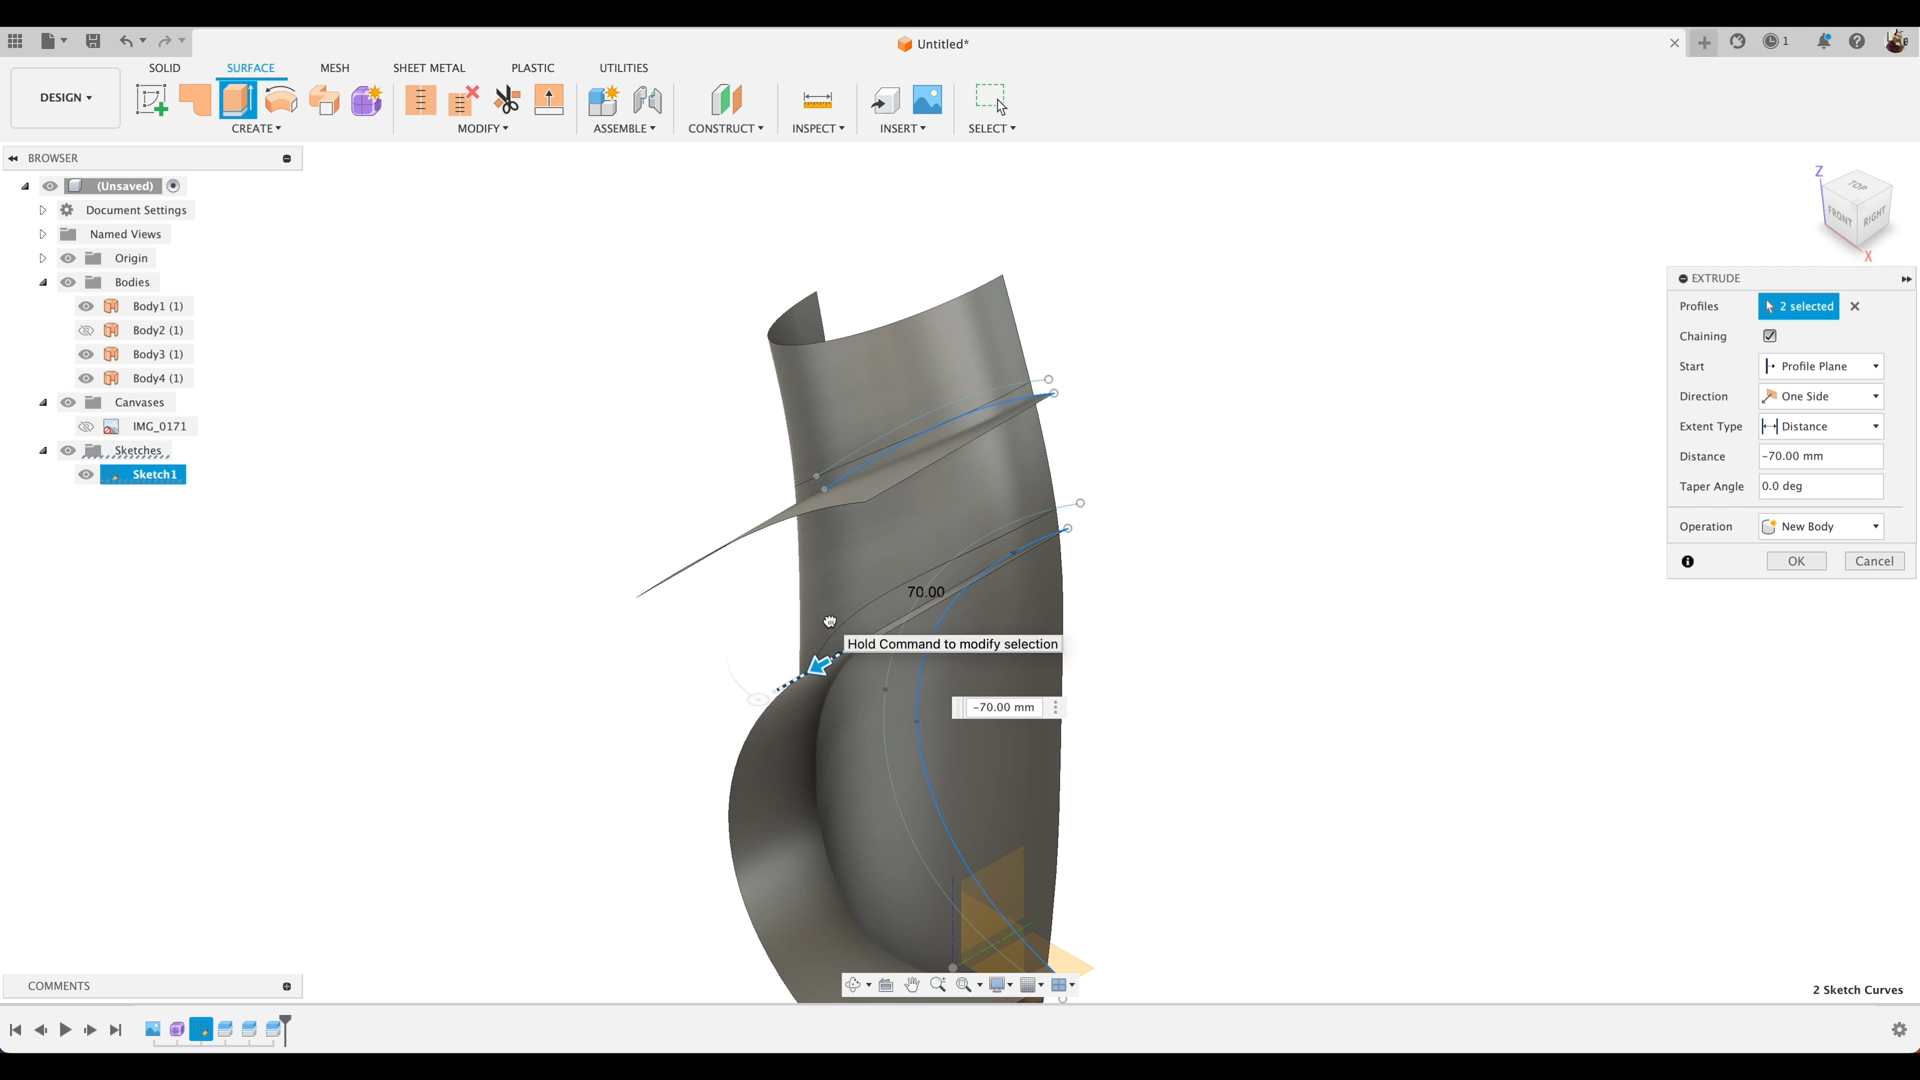 Untitled*
1
SOLID SURFACE MESH SHEET METAL PLASTIC UTILITIES
DESIGN
CREATE MODIFY ASSEMBLE CONSTRUCT INSPECT INSERT SELECT
BROWSER
(Unsaved)
Document Settings
Named Views
Origin
Bodies
Body1 (1)
Body2 (1)
Body3 (1)
Body4 (1)
Canvases
IMG_0171
Sketches
Sketch1
70.00
Hold Command to modify selection
-70.00 mm
Z
TOP
FRONT RIGHT
X
EXTRUDE
Profiles 2 selected
Chaining
Start Profile Plane
Direction One Side
Extent Type Distance
Distance -70.00 mm
Taper Angle 0.0 deg
Operation New Body
OK Cancel
COMMENTS
2 Sketch Curves